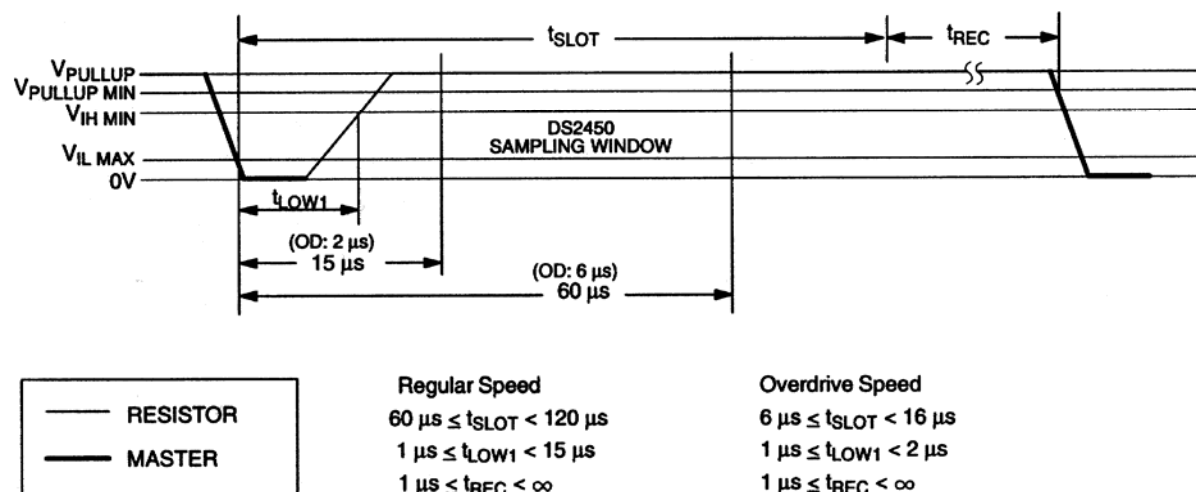 tSLOT
tREC
VPULLUP
VPULLUP MIN
VIH MIN
DS2450
SAMPLING WINDOW
VIL MAX
0V
tLOW1
(OD: 2 µs)
15 µs
(OD: 6 µs)
60 µs
RESISTOR
MASTER
Regular Speed
60 µs ≤ tSLOT < 120 µs
1 µs ≤ tLOW1 < 15 µs
1 µs ≤ tREC < ∞
Overdrive Speed
6 µs ≤ tSLOT < 16 µs
1 µs ≤ tLOW1 < 2 µs
1 µs ≤ tREC < ∞